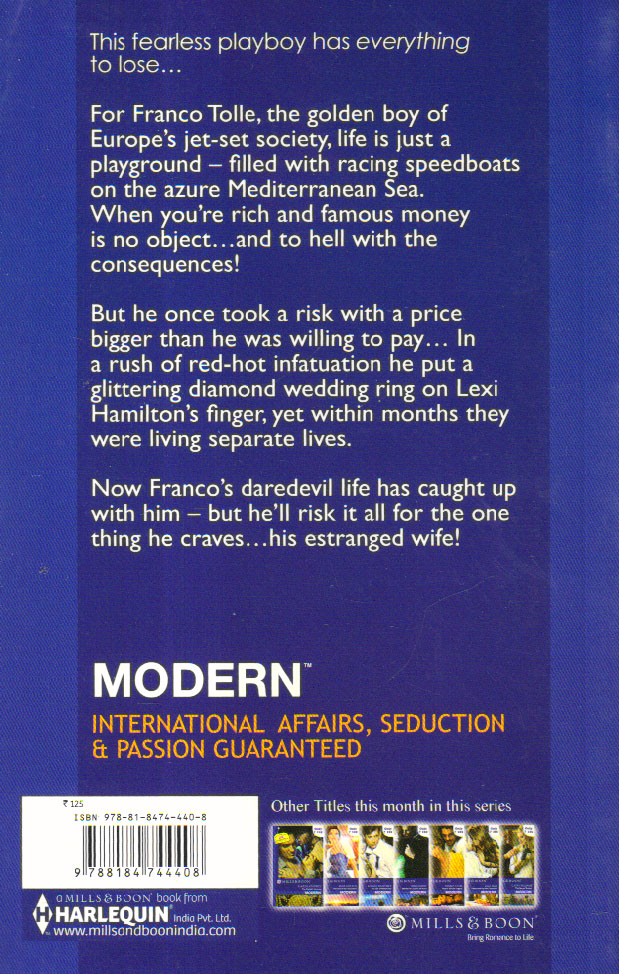 This fearless playboy has everything
to lose...
For Franco Tolle, the golden boy of
Europe's jet-set society, life is just a
playground – filled with racing speedboats
on the azure Mediterranean Sea.
When you're rich and famous money
is no object...and to hell with the
consequences!
But he once took a risk with a price
bigger than he was willing to pay... In
a rush of red-hot infatuation he put a
glittering diamond wedding ring on Lexi
Hamilton's finger, yet within months they
were living separate lives.
Now Franco's daredevil life has caught up
with him – but he'll risk it all for the one
thing he craves...his estranged wife!
MODERN™
INTERNATIONAL AFFAIRS, SEDUCTION
& PASSION GUARANTEED
₹ 125
ISBN 978-81-8474-440-8
9 788184 744408
a MILLS & BOON® book from
HARLEQUIN® India Pvt. Ltd.
www.millsandboonindia.com
Other Titles this month in this series
MILLS & BOON®
Bring Romance to Life